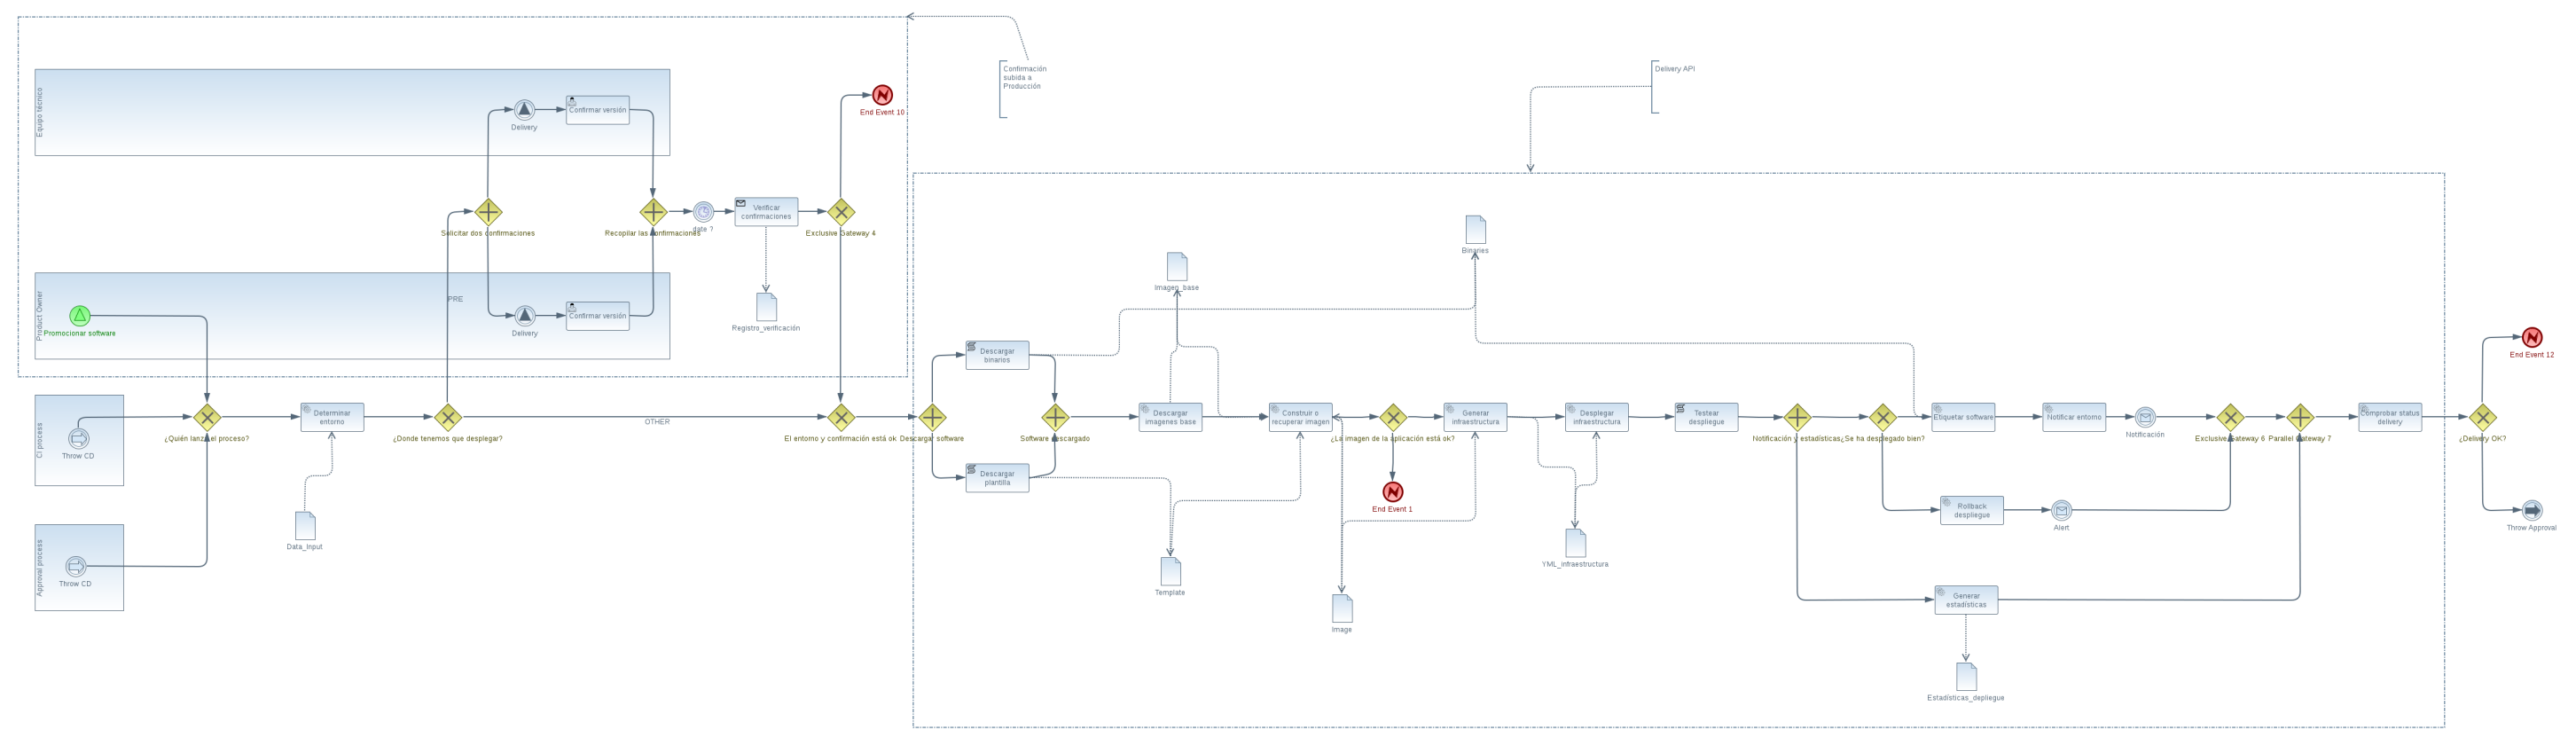 Confirmación
subida a
Producción
Delivery API
Equipo técnico
Delivery
Confirmar versión
End Event 10
Solicitar dos confirmaciones
Recopilar las confirmaciones
date ?
Verificar
confirmaciones
Exclusive Gateway 4
Registro_verificación
Product Owner
Promocionar software
PRE
Delivery
Confirmar versión
Imagen_base
Binaries
CI process
Throw CD
¿Quién lanza el proceso?
Determinar
entorno
¿Donde tenemos que desplegar?
OTHER
El entorno y confirmación está ok
Descargar software
Descargar
binarios
Descargar
plantilla
Software descargado
Descargar
imagenes base
Construir o
recuperar imagen
¿La imagen de la aplicación está ok?
End Event 1
Generar
infraestructura
Desplegar
infraestructura
Testear
despliegue
Notificación y estadísticas
¿Se ha desplegado bien?
Etiquetar software
Notificar entorno
Notificación
Exclusive Gateway 6
Parallel Gateway 7
Comprobar status
delivery
¿Delivery OK?
End Event 12
Throw Approval
Rollback
despliegue
Alert
Generar
estadísticas
Estadísticas_depliegue
Data_Input
Approval process
Throw CD
Template
Image
YML_infraestructura